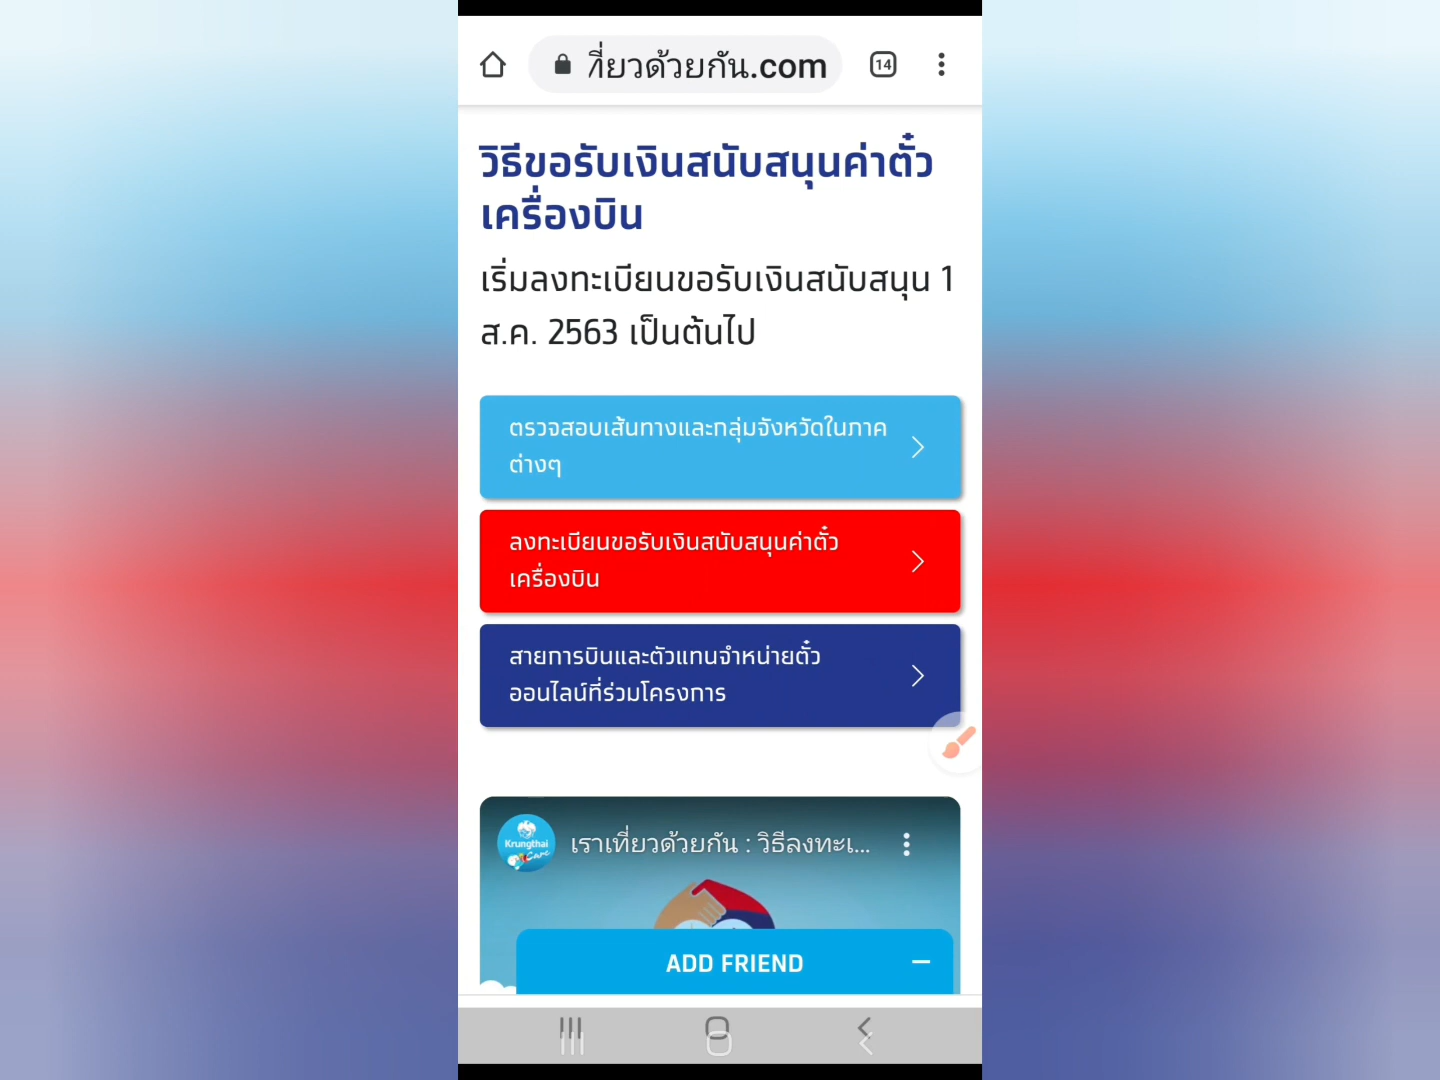 ที่ยวด้วยกัน.com
14
วิธีขอรับเงินสนับสนุนค่าตั๋ว
เครื่องบิน
เริ่มลงทะเบียนขอรับเงินสนับสนุน 1
ส.ค. 2563 เป็นต้นไป
ตรวจสอบเส้นทางและกลุ่มจังหวัดในภาค
ต่างๆ
ลงทะเบียนขอรับเงินสนับสนุนค่าตั๋ว
เครื่องบิน
สายการบินและตัวแทนจำหน่ายตั๋ว
ออนไลน์ที่ร่วมโครงการ
Krungthai
Care
เราเที่ยวด้วยกัน : วิธีลงทะเ...
ADD FRIEND